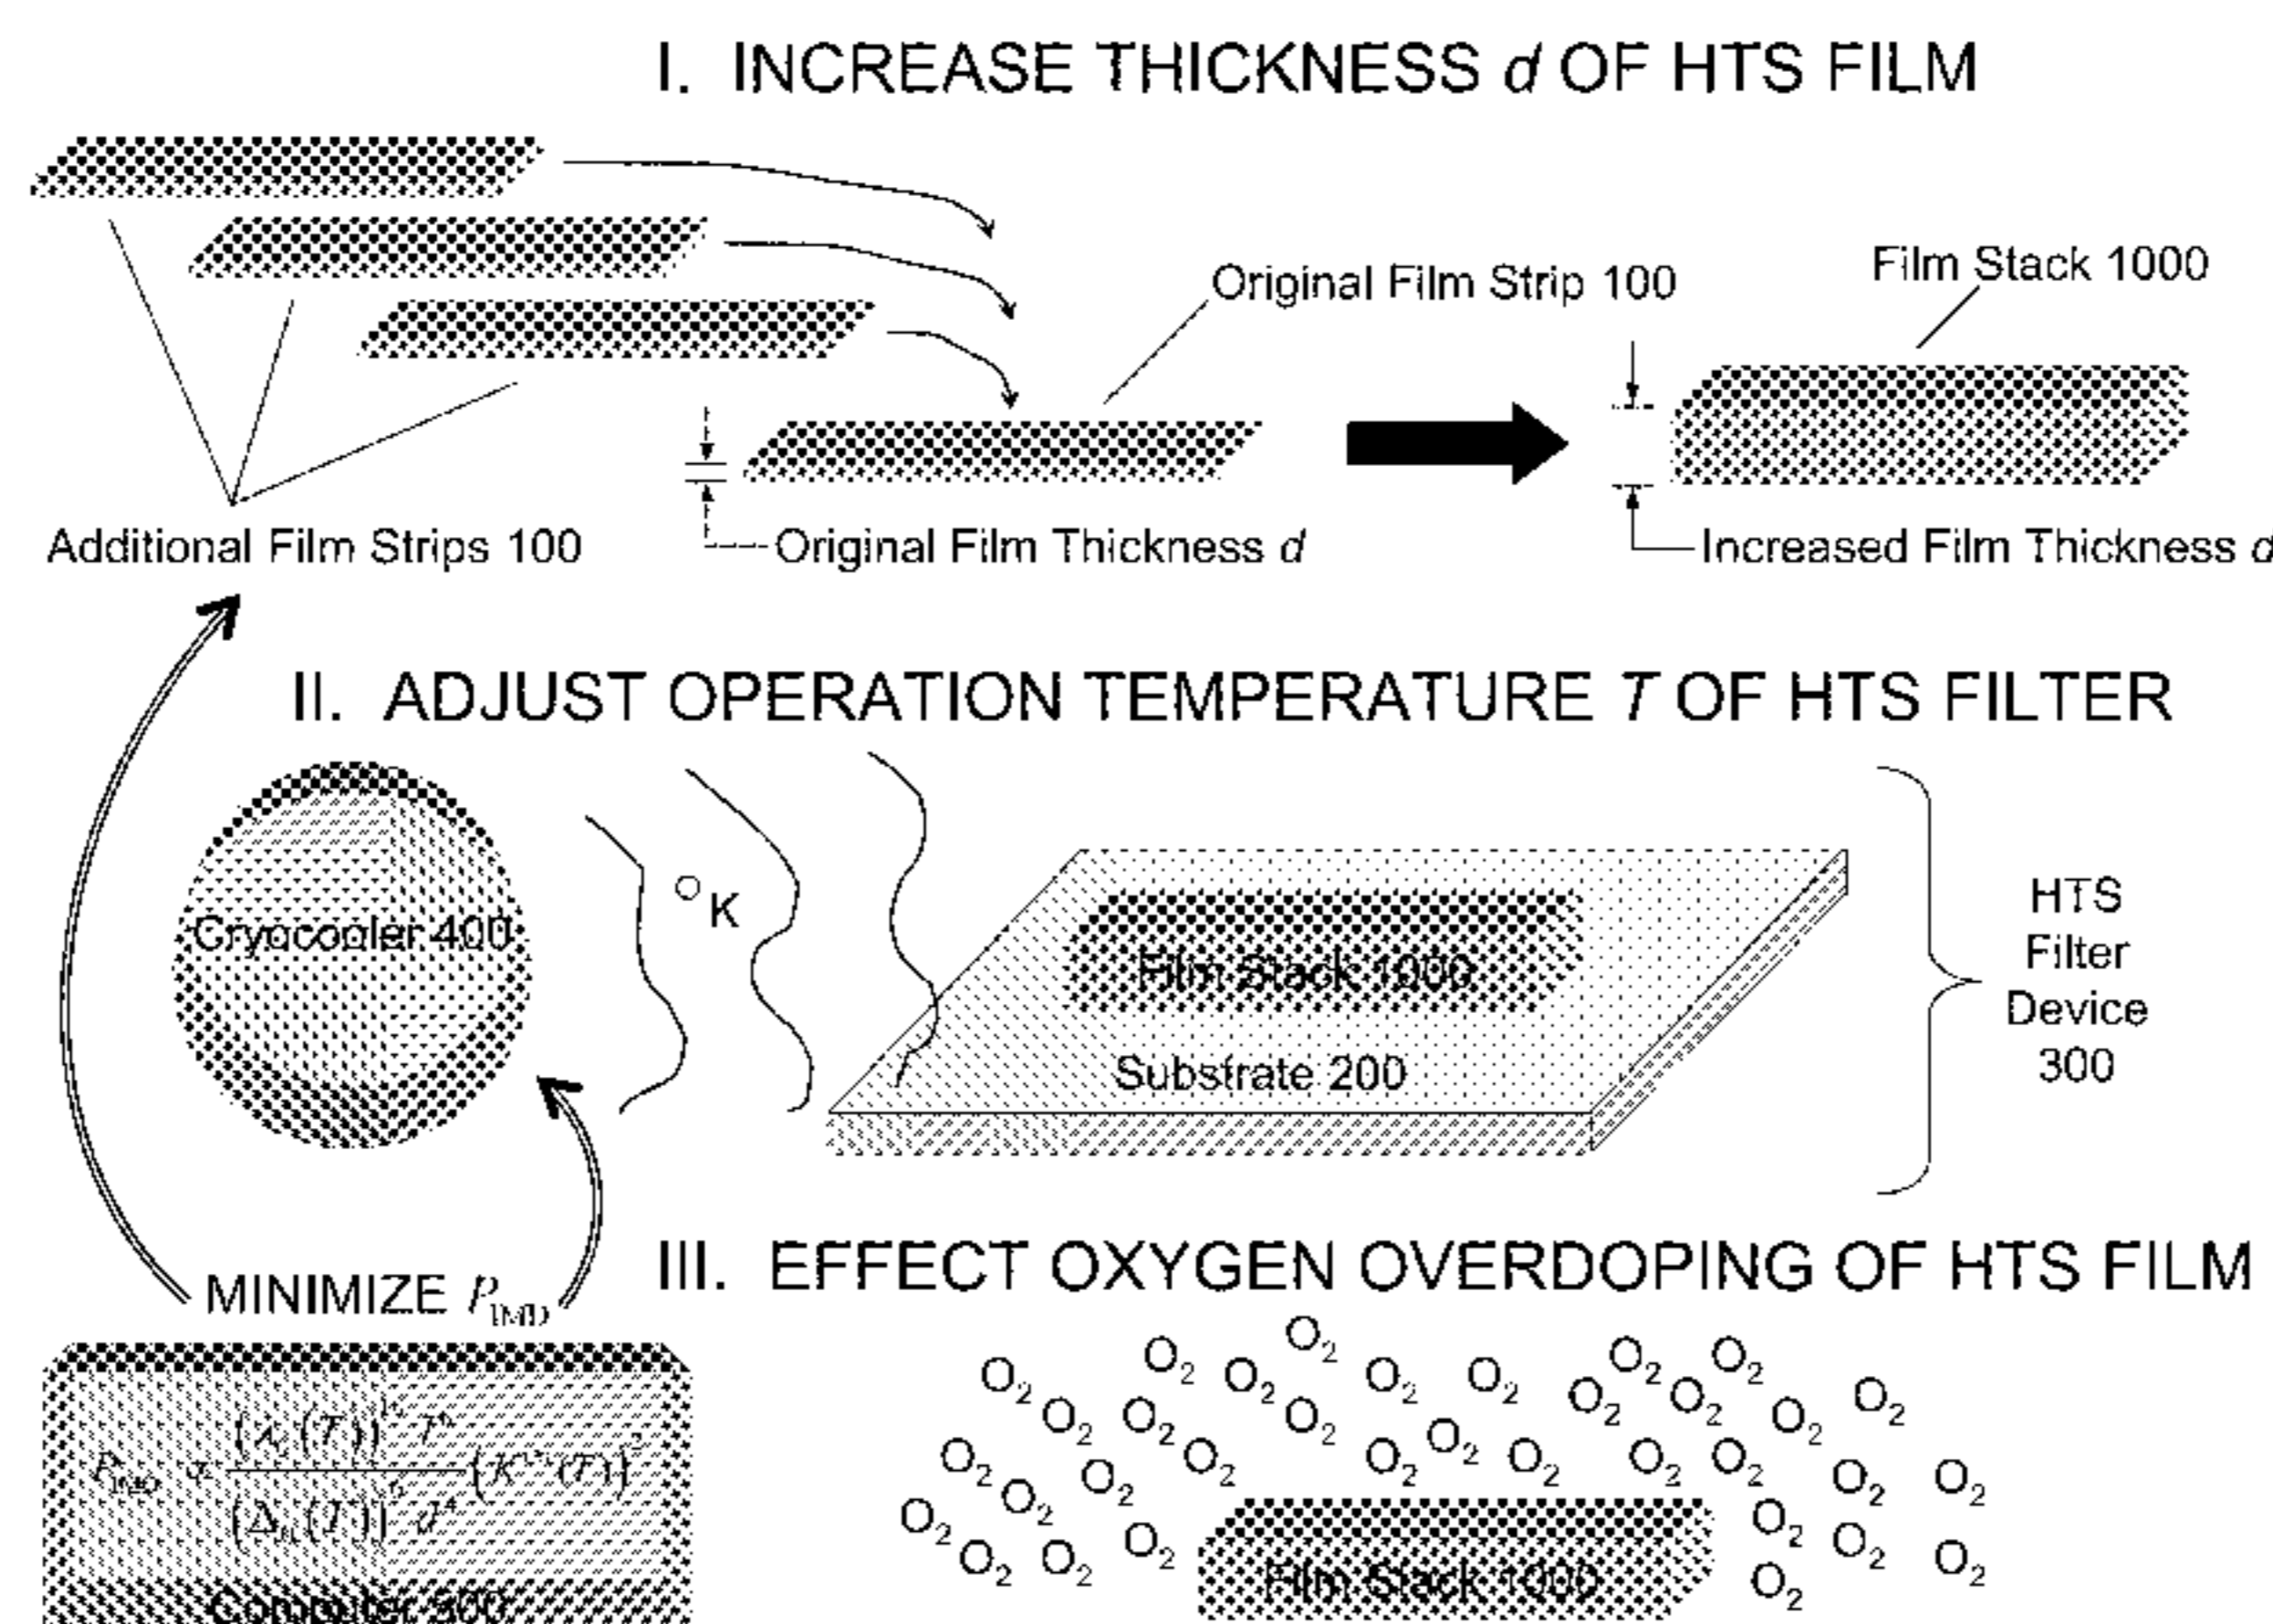 I. INCREASE THICKNESS d OF HTS FILM
Original Film Strip 100
Film Stack 1000
Additional Film Strips 100
Original Film Thickness d
Increased Film Thickness d
II. ADJUST OPERATION TEMPERATURE T OF HTS FILTER
Cryocooler 400
° K
Film Stack 1000
Substrate 200
HTS
Filter
Device
300
MINIMIZE P_IMD
III. EFFECT OXYGEN OVERDOPING OF HTS FILM
O2 O2 O2 O2 O2 O2 O2 O2
O2 O2 O2 O2 O2 O2 O2 O2
O2 O2 O2 O2 O2 O2 O2 O2
O2 O2 O2 O2 O2 O2 O2
O2 O2 O2 O2 O2 O2
Film Stack 1000
Computer 500